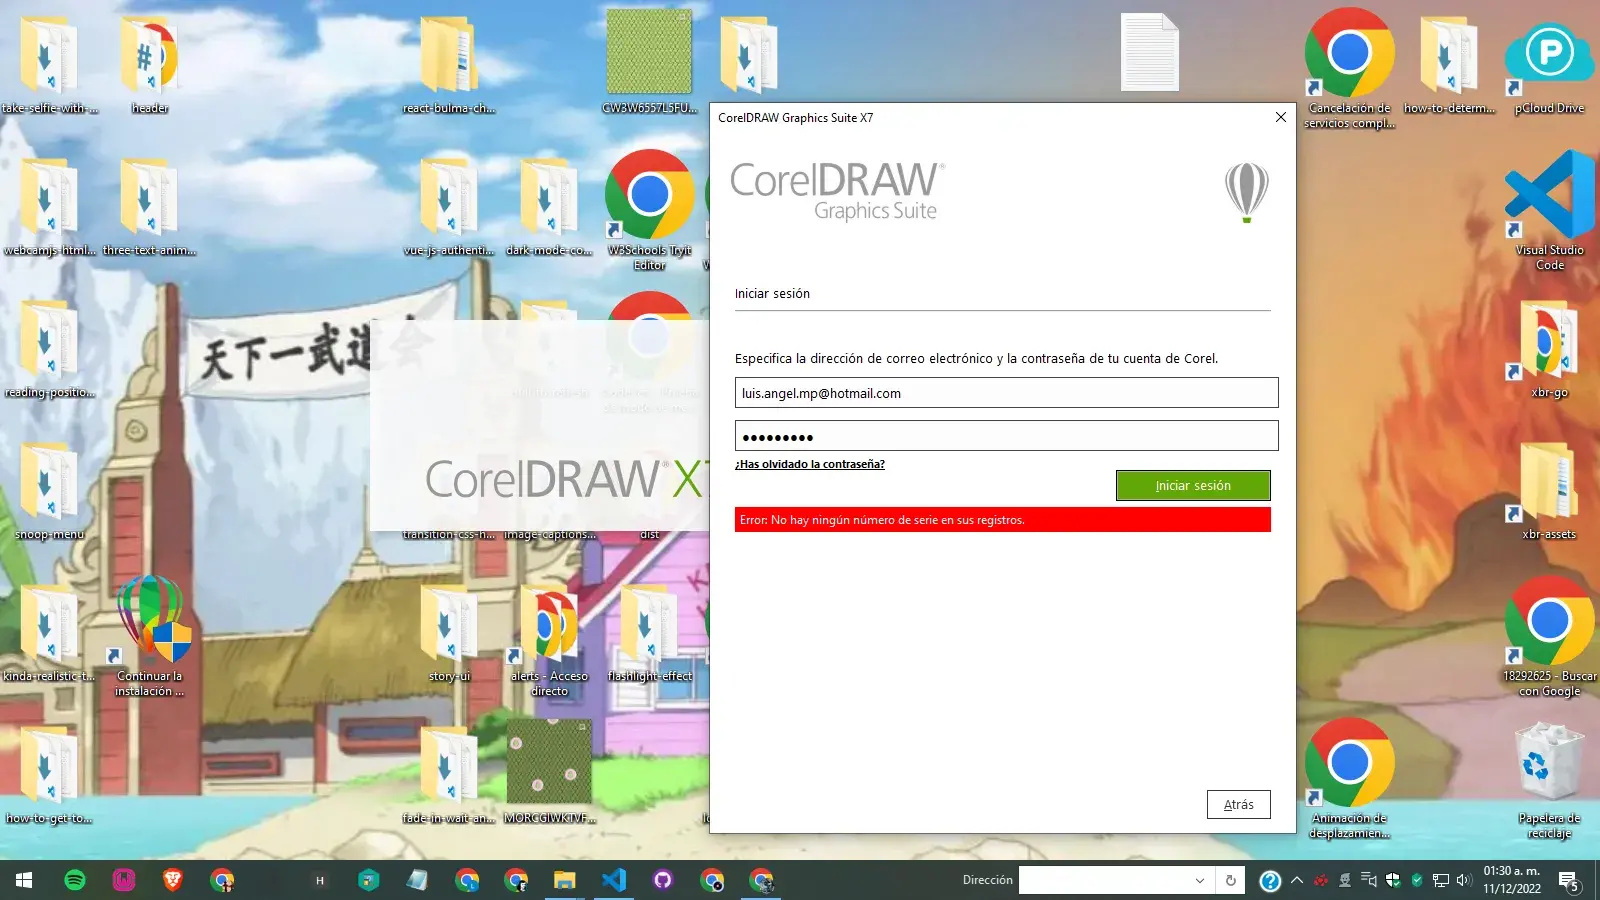 take-selfie-with-...
header
react-bulma-ch...
CW3W6557L5FU...
Cancelación de
servicios compl...
how-to-determ...
pCloud Drive
CorelDRAW Graphics Suite X7
CorelDRAW
Graphics Suite
webcamjs-html...
three-text-anim...
vue-js-authenti...
dark-mode-co...
W3Schools Tryit
Editor
Visual Studio
Code
Iniciar sesión
天下一武道会
Especifica la dirección de correo electrónico y la contraseña de tu cuenta de Corel.
luis.angel.mp@hotmail.com
●●●●●●●●●
¿Has olvidado la contraseña?
Iniciar sesión
Error: No hay ningún número de serie en sus registros.
reading-positio...
xbr-go
CorelDRAW® X7
snoop-menu
transition-css-h...
image-captions...
dist
xbr-assets
kinda-realistic-t...
Continuar la
instalación ...
story-ui
alerts - Acceso
directo
flashlight-effect
18292625 - Buscar
con Google
Atrás
how-to-get-to...
fade-in-wait-an...
MORCGIWKTVF...
Animación de
desplazamien...
Papelera de
reciclaje
H
Dirección
01:30 a. m.
11/12/2022
5